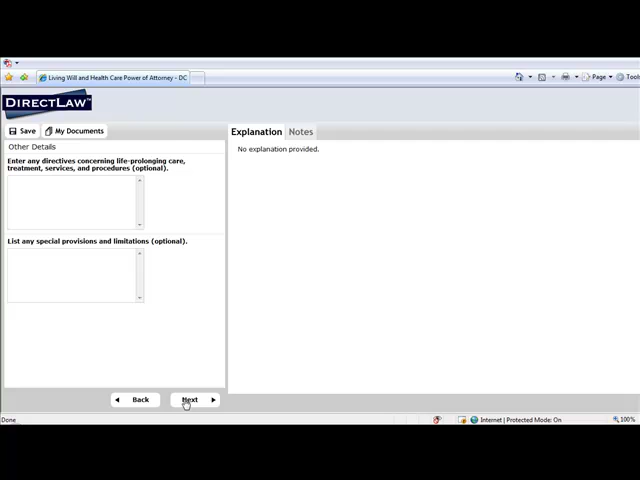 Living Will and Health Care Power of Attorney - DC
Page
Tools
DIRECTLAW™
Save
My Documents
Explanation
Notes
Other Details
No explanation provided.
Enter any directives concerning life-prolonging care,
treatment, services, and procedures (optional).
List any special provisions and limitations (optional).
Back
Next
Done
Internet | Protected Mode: On
100%